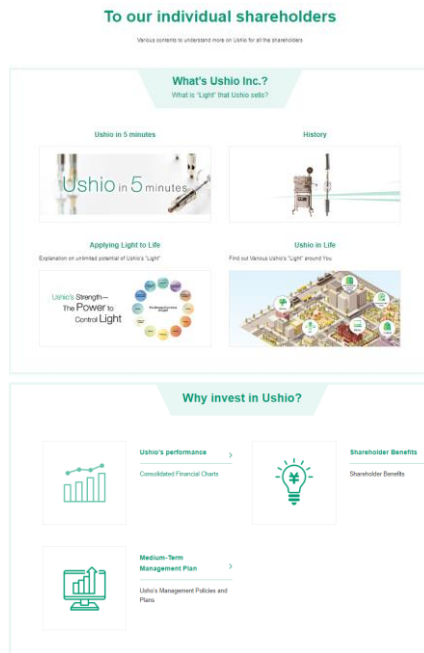 To our individual shareholders
Various contents to understand more on Ushio for all the shareholders
What's Ushio Inc.?
What is "Light" that Ushio sells?
Ushio in 5 minutes
History
Ushio in 5 minutes
Applying Light to Life
Ushio in Life
Explanation on unlimited potential of Ushio's "Light"
Find out Various Ushio's "Light" around You
Ushio's Strength—
The Power to
Control Light
Why invest in Ushio?
Ushio's performance
Consolidated Financial Charts
Shareholder Benefits
Shareholder Benefits
¥
Medium-Term
Management Plan
Ushio's Management Policies and
Plans